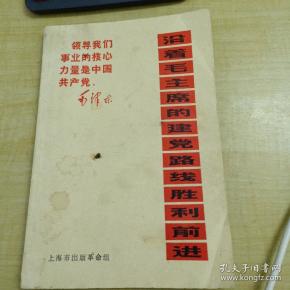 领导我们
事业的核心
力量是中国
共产党。
毛泽东
沿着毛主席的建党路线胜利前进
上海市出版革命组
孔夫子旧书网